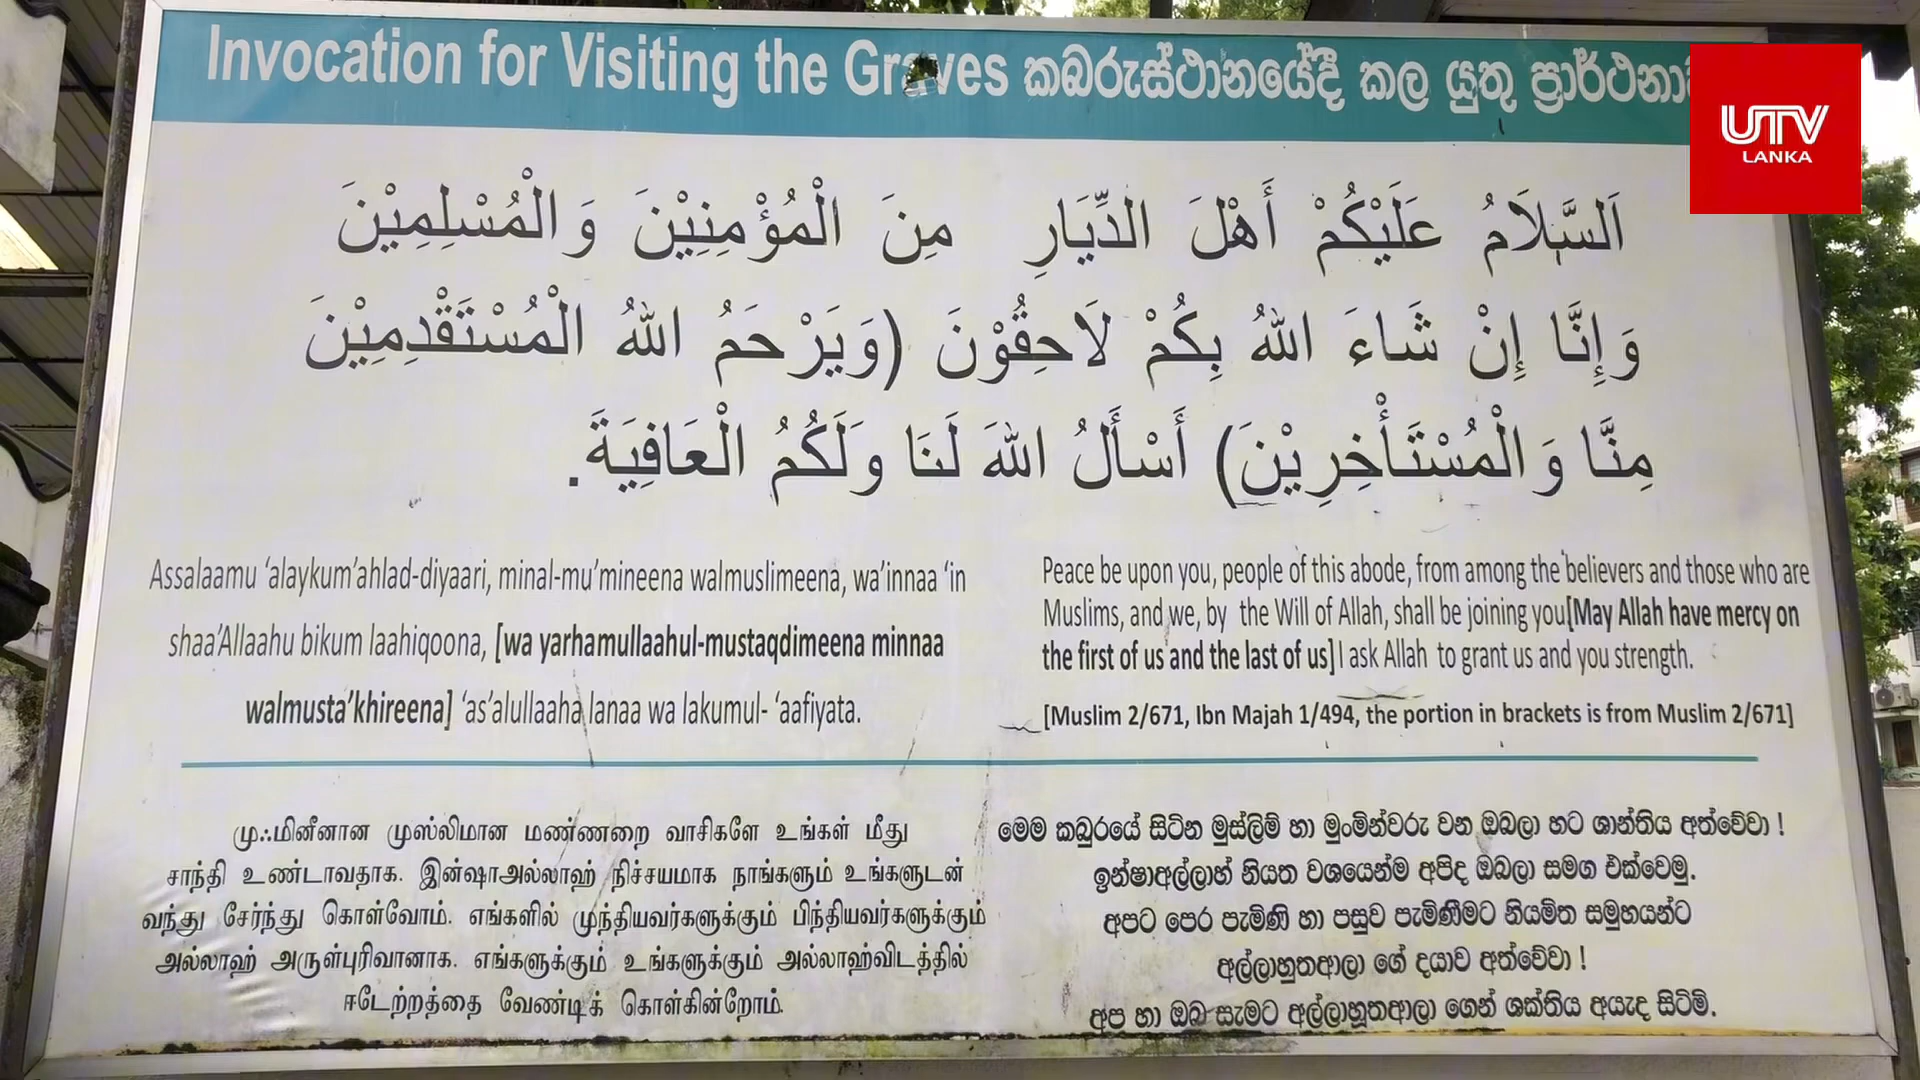 Invocation for Visiting the Graves කබරුස්ථානයේදී කල යුතු ප්‍රාර්ථනා
UTV
LANKA
اَلسَّلَامُ عَلَيْكُمْ أَهْلَ الدِّيَارِ مِنَ الْمُؤْمِنِيْنَ وَالْمُسْلِمِيْنَ
وَإِنَّا إِنْ شَاءَ اللهُ بِكُمْ لَاحِقُوْنَ (وَيَرْحَمُ اللهُ الْمُسْتَقْدِمِيْنَ
مِنَّا وَالْمُسْتَأْخِرِيْنَ) أَسْأَلُ اللهَ لَنَا وَلَكُمُ الْعَافِيَةَ.
Assalaamu ‘alaykum’ahlad-diyaari, minal-mu’mineena walmuslimeena, wa’innaa ‘in
shaa’Allaahu bikum laahiqoona, [wa yarhamullaahul-mustaqdimeena minnaa
walmusta’khireena] ‘as’alullaaha lanaa wa lakumul- ‘aafiyata.
Peace be upon you, people of this abode, from among the believers and those who are
Muslims, and we, by the Will of Allah, shall be joining you[May Allah have mercy on
the first of us and the last of us] I ask Allah to grant us and you strength.
[Muslim 2/671, Ibn Majah 1/494, the portion in brackets is from Muslim 2/671]
முஃமினீனான முஸ்லிமான மண்ணறை வாசிகளே உங்கள் மீது
சாந்தி உண்டாவதாக. இன்ஷாஅல்லாஹ் நிச்சயமாக நாங்களும் உங்களுடன்
வந்து சேர்ந்து கொள்வோம். எங்களில் முந்தியவர்களுக்கும் பிந்தியவர்களுக்கும்
அல்லாஹ் அருள்புரிவானாக. எங்களுக்கும் உங்களுக்கும் அல்லாஹ்விடத்தில்
ஈடேற்றத்தை வேண்டிக் கொள்கின்றோம்.
මෙම කබුරයේ සිටින මුස්ලිම් හා මුංමින්වරු වන ඔබලා හට ශාන්තිය අත්වේවා !
ඉන්ෂාඅල්ලාහ් නියත වශයෙන්ම අපිද ඔබලා සමග එක්වෙමු.
අපට පෙර පැමිණි හා පසුව පැමිණීමට නියමිත සමුහයන්ට
අල්ලාහුතආලා ගේ දයාව අත්වේවා !
අප හා ඔබ සැමට අල්ලාහුතආලා ගෙන් ශක්තිය අයැද සිටිමි.